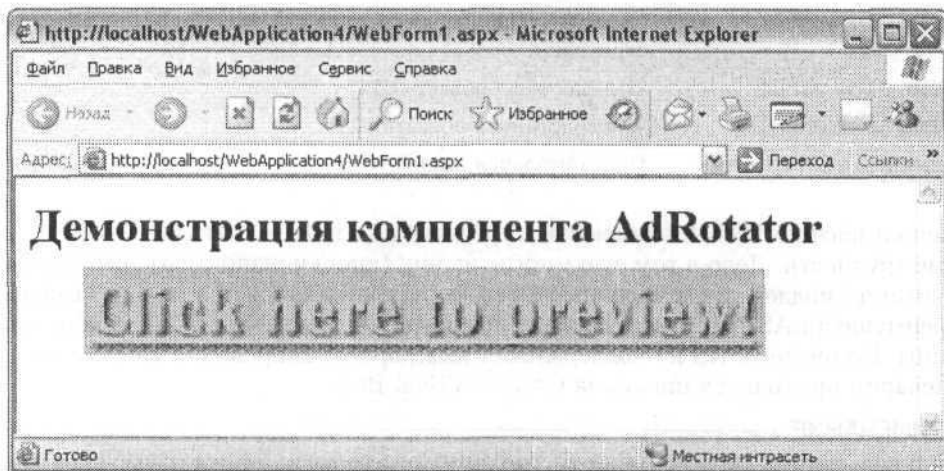 http://localhost/WebApplication4/WebForm1.aspx - Microsoft Internet Explorer
Файл Правка Вид Избранное Сервис Справка
Назад Поиск Избранное
Адрес: http://localhost/WebApplication4/WebForm1.aspx Переход Ссылки »
Демонстрация компонента AdRotator
Click here to preview!
Готово Местная интрасеть